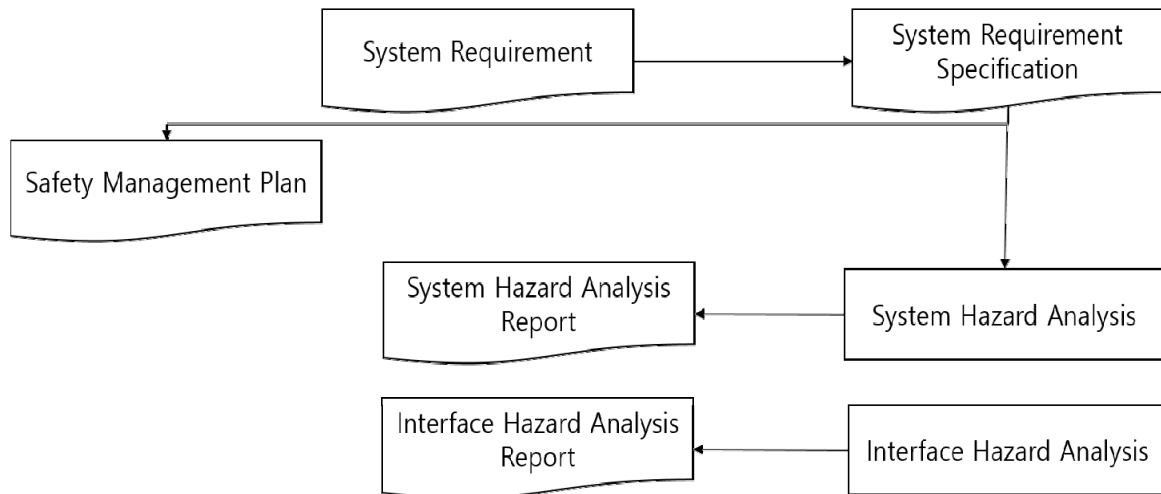 System Requirement
System Requirement
Specification
Safety Management Plan
System Hazard Analysis
Report
System Hazard Analysis
Interface Hazard Analysis
Report
Interface Hazard Analysis